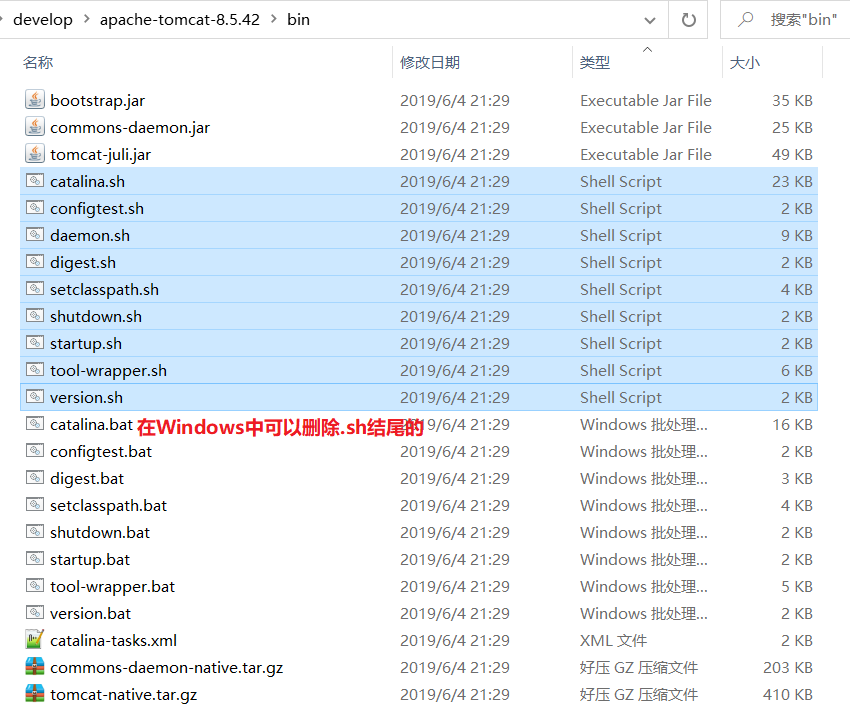 develop > apache-tomcat-8.5.42 > bin 搜索"bin"
名称 修改日期 类型 大小
bootstrap.jar 2019/6/4 21:29 Executable Jar File 35 KB
commons-daemon.jar 2019/6/4 21:29 Executable Jar File 25 KB
tomcat-juli.jar 2019/6/4 21:29 Executable Jar File 49 KB
catalina.sh 2019/6/4 21:29 Shell Script 23 KB
configtest.sh 2019/6/4 21:29 Shell Script 2 KB
daemon.sh 2019/6/4 21:29 Shell Script 9 KB
digest.sh 2019/6/4 21:29 Shell Script 2 KB
setclasspath.sh 2019/6/4 21:29 Shell Script 4 KB
shutdown.sh 2019/6/4 21:29 Shell Script 2 KB
startup.sh 2019/6/4 21:29 Shell Script 2 KB
tool-wrapper.sh 2019/6/4 21:29 Shell Script 6 KB
version.sh 2019/6/4 21:29 Shell Script 2 KB
catalina.bat 在Windows中可以删除.sh结尾的 2019/6/4 21:29 Windows 批处理... 16 KB
configtest.bat 2019/6/4 21:29 Windows 批处理... 2 KB
digest.bat 2019/6/4 21:29 Windows 批处理... 3 KB
setclasspath.bat 2019/6/4 21:29 Windows 批处理... 4 KB
shutdown.bat 2019/6/4 21:29 Windows 批处理... 2 KB
startup.bat 2019/6/4 21:29 Windows 批处理... 2 KB
tool-wrapper.bat 2019/6/4 21:29 Windows 批处理... 5 KB
version.bat 2019/6/4 21:29 Windows 批处理... 2 KB
catalina-tasks.xml 2019/6/4 21:29 XML 文件 2 KB
commons-daemon-native.tar.gz 2019/6/4 21:29 好压 GZ 压缩文件 203 KB
tomcat-native.tar.gz 2019/6/4 21:29 好压 GZ 压缩文件 410 KB